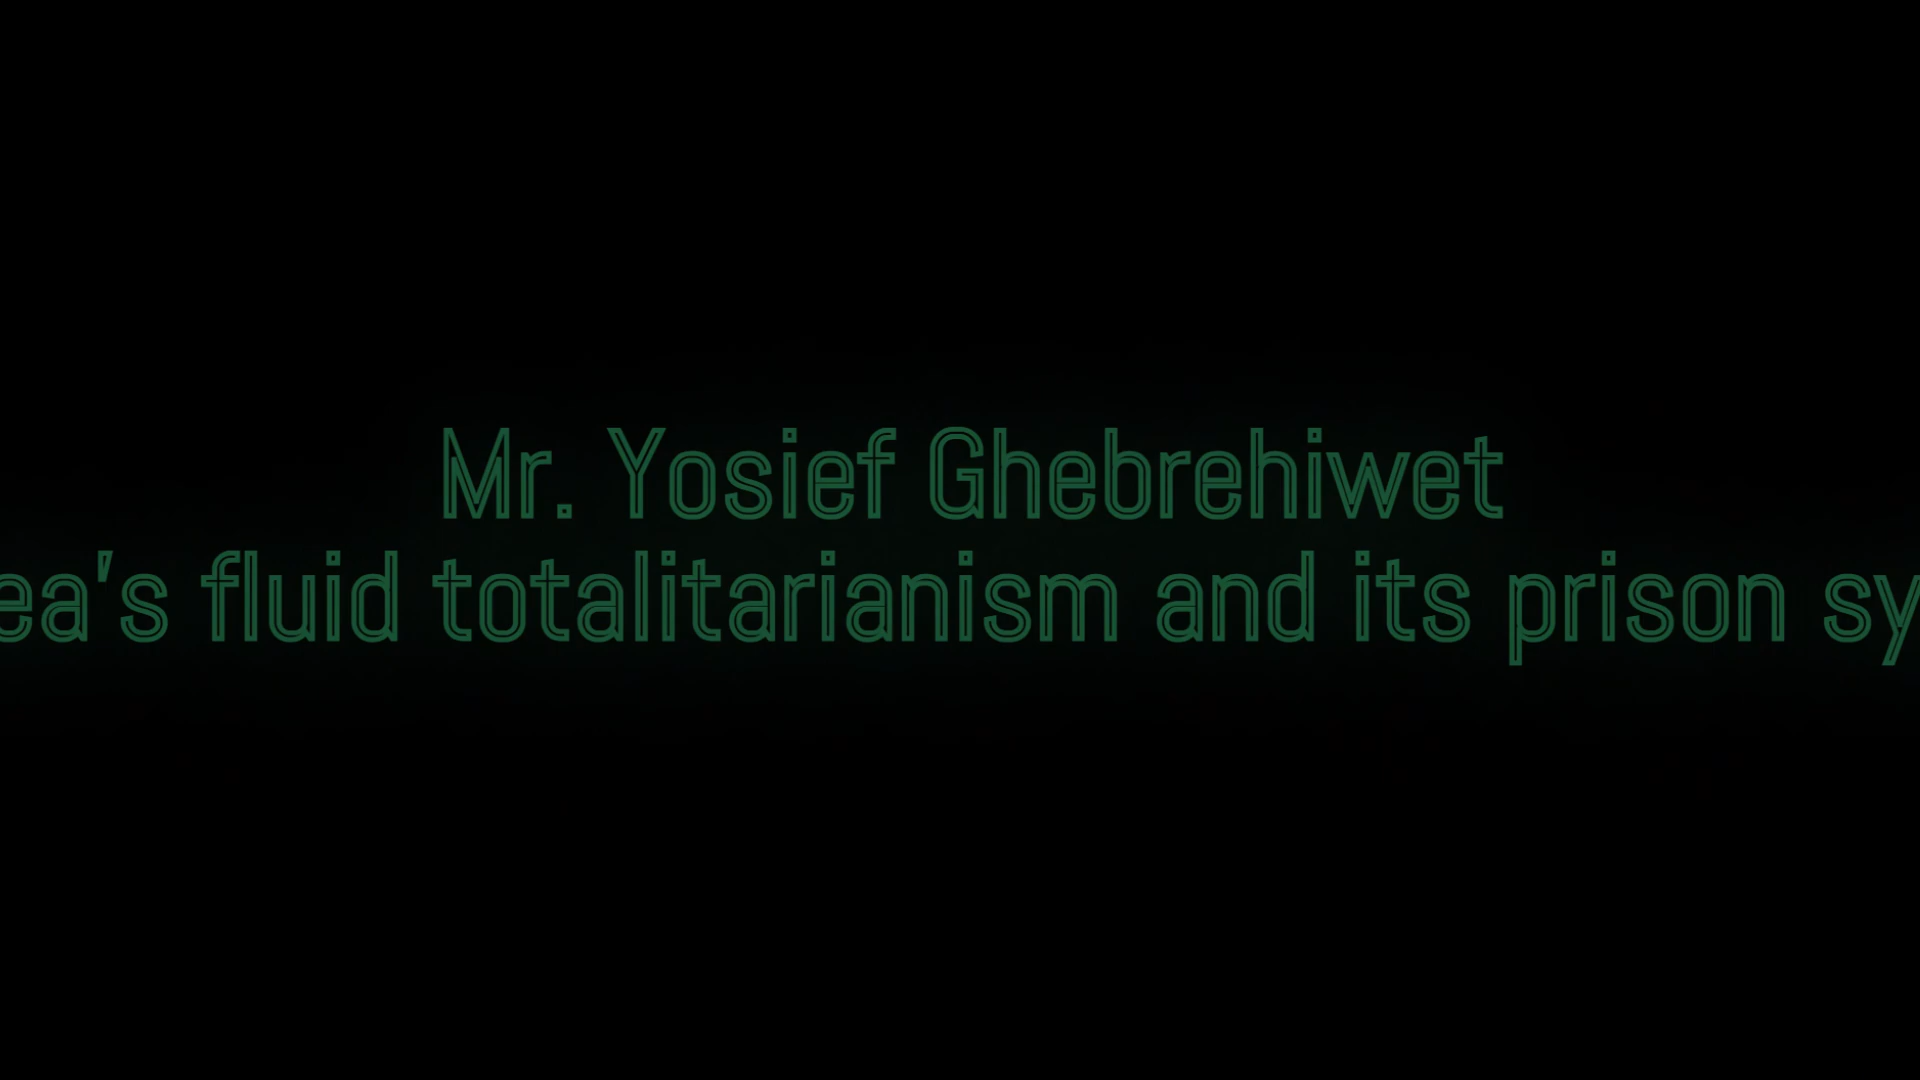 Mr. Yosief Ghebrehiwet
ea's fluid totalitarianism and its prison sy